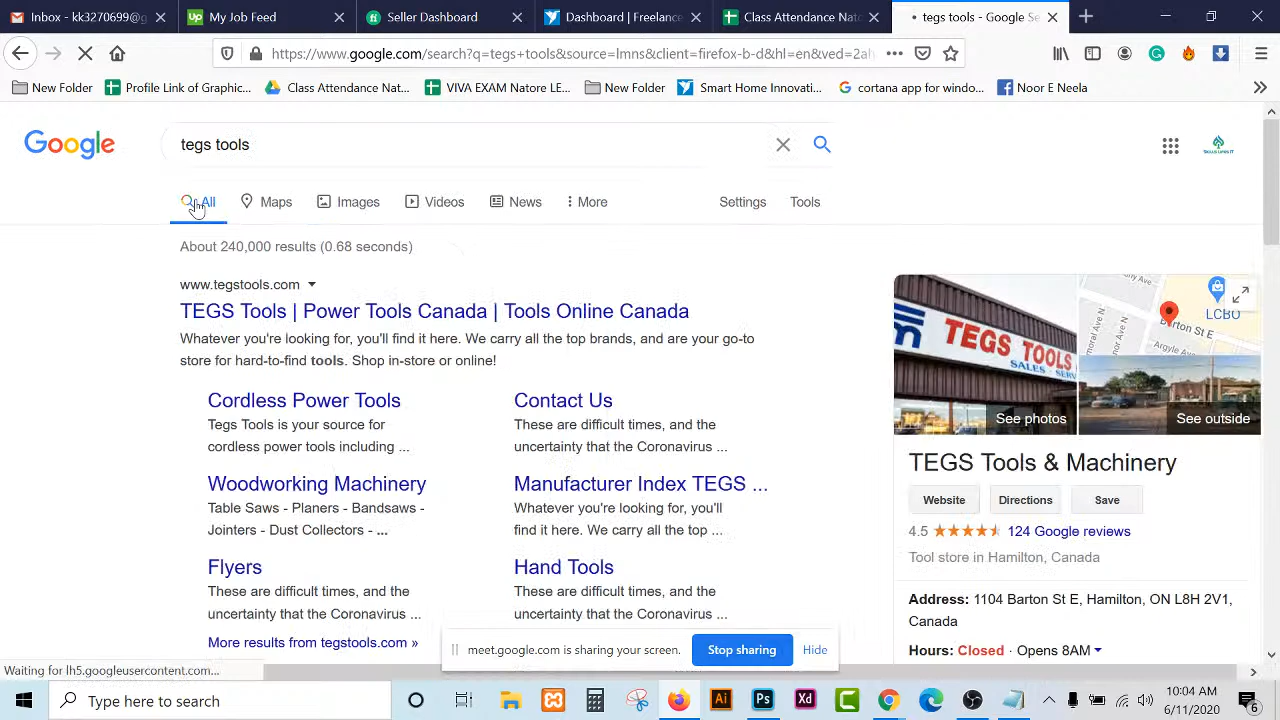 Inbox - kk3270699@g
My Job Feed
Seller Dashboard
Dashboard | Freelance
Class Attendance Nato
tegs tools - Google Se
https://www.google.com/search?q=tegs+tools&source=lmns&client=firefox-b-d&hl=en&ved=2ah
New Folder
Profile Link of Graphic...
Class Attendance Nat...
VIVA EXAM Natore LE...
New Folder
Smart Home Innovati...
cortana app for windo...
Noor E Neela
Google
tegs tools
All
Maps
Images
Videos
News
More
Settings
Tools
About 240,000 results (0.68 seconds)
www.tegstools.com
TEGS Tools | Power Tools Canada | Tools Online Canada
Whatever you're looking for, you'll find it here. We carry all the top brands, and are your go-to
store for hard-to-find tools. Shop in-store or online!
Cordless Power Tools
Tegs Tools is your source for
cordless power tools including ...
Contact Us
These are difficult times, and the
uncertainty that the Coronavirus ...
Woodworking Machinery
Table Saws - Planers - Bandsaws -
Jointers - Dust Collectors - ...
Manufacturer Index TEGS ...
Whatever you're looking for, you'll
find it here. We carry all the top ...
Flyers
These are difficult times, and the
uncertainty that the Coronavirus ...
Hand Tools
These are difficult times, and the
uncertainty that the Coronavirus ...
More results from tegstools.com »
TEGS TOOLS
SALES - SERV
LCBO
Barton St E
Argyle Ave
See photos
See outside
TEGS Tools & Machinery
Website
Directions
Save
4.5
124 Google reviews
Tool store in Hamilton, Canada
Address: 1104 Barton St E, Hamilton, ON L8H 2V1,
Canada
Hours: Closed · Opens 8AM
meet.google.com is sharing your screen.
Stop sharing
Hide
Waiting for lh5.googleusercontent.com...
Type here to search
Ai
Ps
Xd
10:04 AM
6/11/2020
6